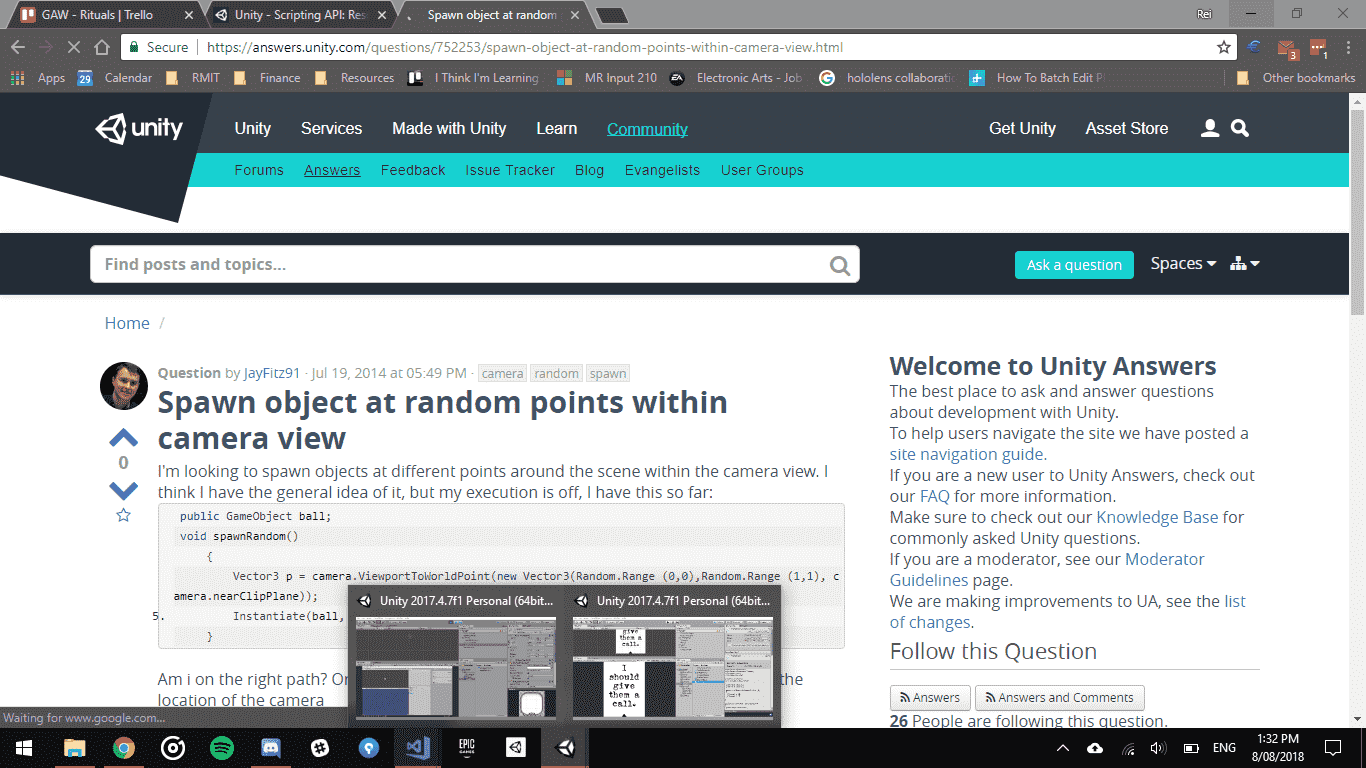 GAW - Rituals | Trello
Unity - Scripting API: Res
Spawn object at random
Rei
Secure
https://answers.unity.com/questions/752253/spawn-object-at-random-points-within-camera-view.html
3
1
Apps
29
Calendar
RMIT
Finance
Resources
I Think I'm Learning
MR Input 210
EA
Electronic Arts - Job
G
hololens collaborati
How To Batch Edit P
Other bookmarks
unity
Unity
Services
Made with Unity
Learn
Community
Get Unity
Asset Store
Forums
Answers
Feedback
Issue Tracker
Blog
Evangelists
User Groups
Find posts and topics...
Ask a question
Spaces
Home /
Question by JayFitz91 · Jul 19, 2014 at 05:49 PM · camera random spawn
Spawn object at random points within
camera view
0
I'm looking to spawn objects at different points around the scene within the camera view. I
think I have the general idea of it, but my execution is off, I have this so far:
public GameObject ball;
void spawnRandom()
{
Vector3 p = camera.ViewportToWorldPoint(new Vector3(Random.Range (0,0),Random.Range (1,1), c
amera.nearClipPlane));
5. Instantiate(ball,
}
Am i on the right path? Or
the
location of the camera
Welcome to Unity Answers
The best place to ask and answer questions
about development with Unity.
To help users navigate the site we have posted a
site navigation guide.
If you are a new user to Unity Answers, check out
our FAQ for more information.
Make sure to check out our Knowledge Base for
commonly asked Unity questions.
If you are a moderator, see our Moderator
Guidelines page.
We are making improvements to UA, see the list
of changes.
Follow this Question
Answers
Answers and Comments
26 People are following this question.
Unity 2017.4.7f1 Personal (64bit...
Unity 2017.4.7f1 Personal (64bit...
give
them a
call.
I
should
give
them a
call.
Waiting for www.google.com...
EPIC
GAMES
ENG
1:32 PM
8/08/2018